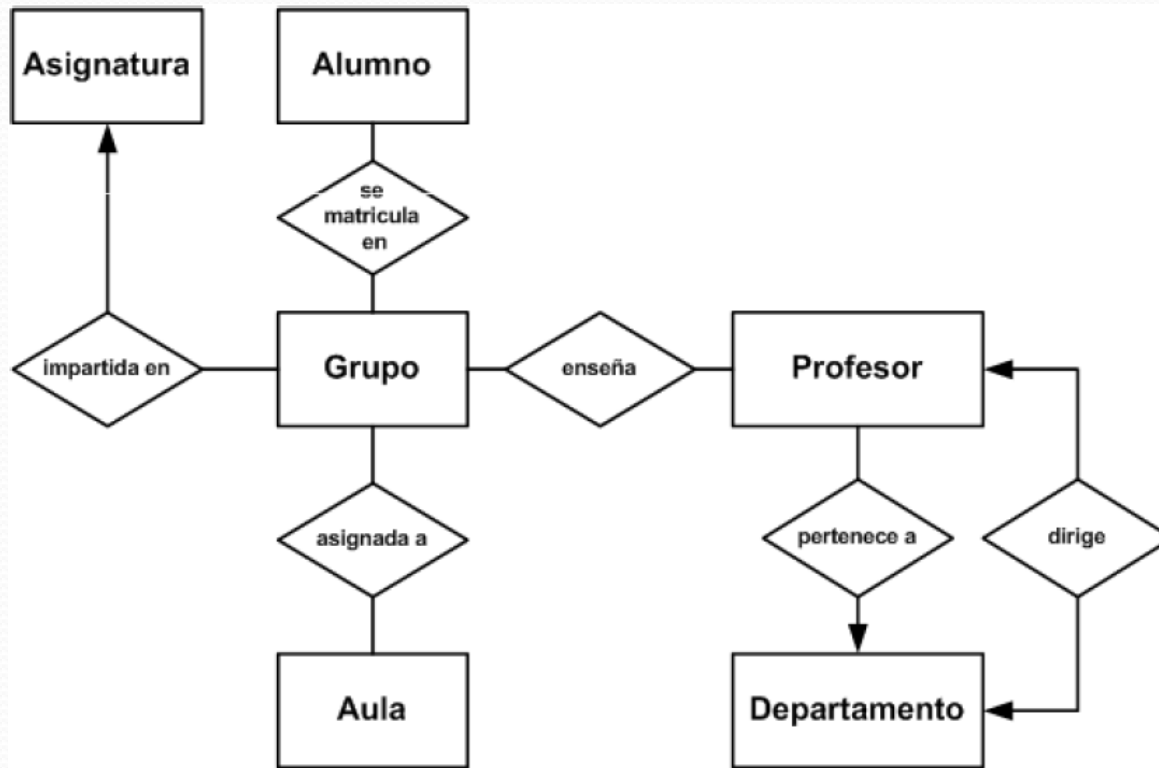 Asignatura
Alumno
se
matricula
en
impartida en
Grupo
enseña
Profesor
asignada a
pertenece a
dirige
Aula
Departamento